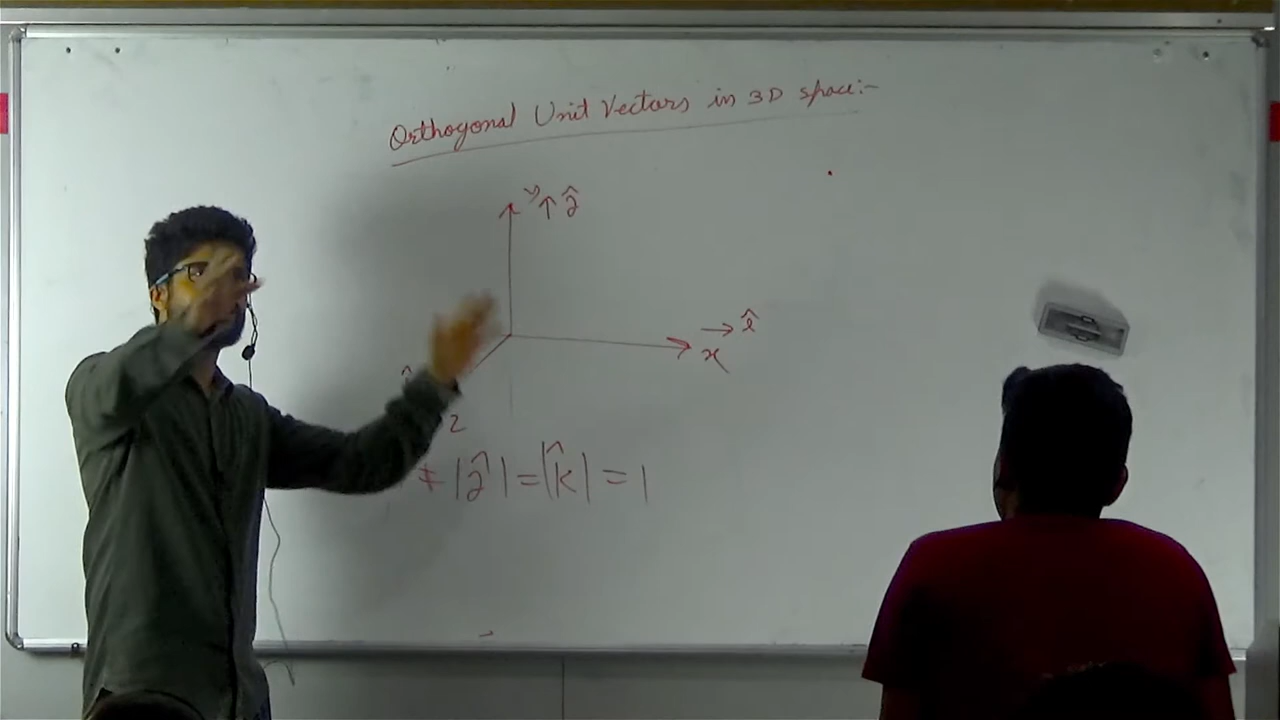 Orthogonal Unit Vectors in 3D space:-
y ↑ ĵ
→ î
x
z
= |ĵ| = |k̂| = 1